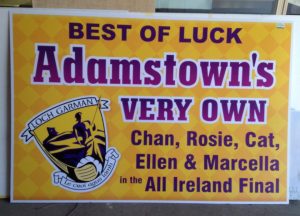 BEST OF LUCK
Adamstown's
VERY OWN
LOCH GARMAN
Chan, Rosie, Cat,
Ellen & Marcella
in the All Ireland Final